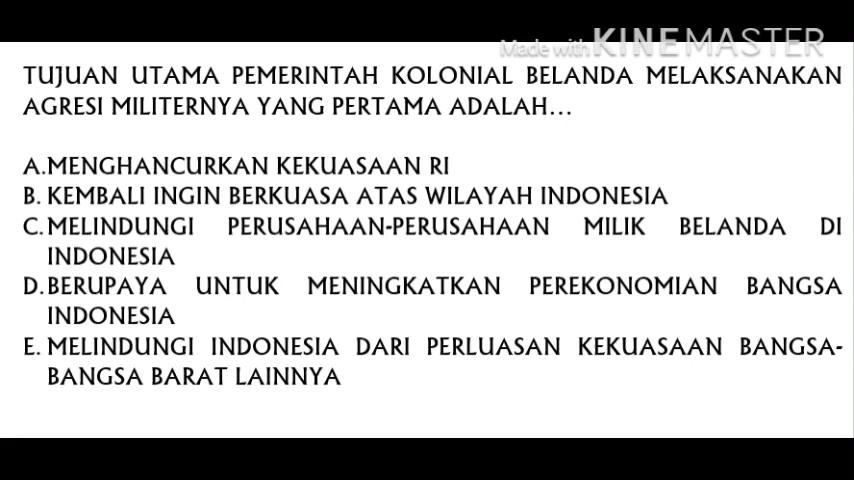 Made with KINEMASTER
TUJUAN UTAMA PEMERINTAH KOLONIAL BELANDA MELAKSANAKAN
AGRESI MILITERNYA YANG PERTAMA ADALAH...
A.MENGHANCURKAN KEKUASAAN RI
B. KEMBALI INGIN BERKUASA ATAS WILAYAH INDONESIA
C.MELINDUNGI PERUSAHAAN-PERUSAHAAN MILIK BELANDA DI
INDONESIA
D.BERUPAYA UNTUK MENINGKATKAN PEREKONOMIAN BANGSA
INDONESIA
E. MELINDUNGI INDONESIA DARI PERLUASAN KEKUASAAN BANGSA-
BANGSA BARAT LAINNYA